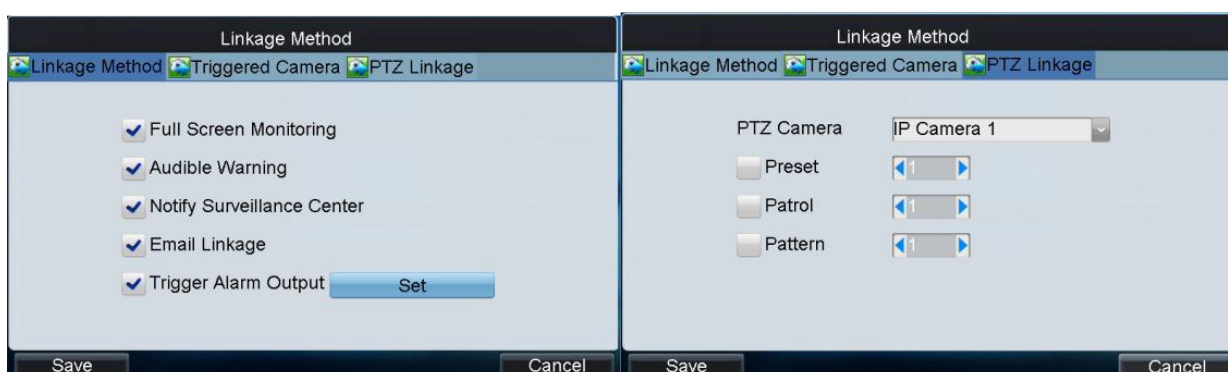 Linkage Method
Linkage Method Triggered Camera PTZ Linkage
Full Screen Monitoring
Audible Warning
Notify Surveillance Center
Email Linkage
Trigger Alarm Output Set
Save Cancel
Linkage Method
Linkage Method Triggered Camera PTZ Linkage
PTZ Camera IP Camera 1
Preset 1
Patrol 1
Pattern 1
Save Cancel